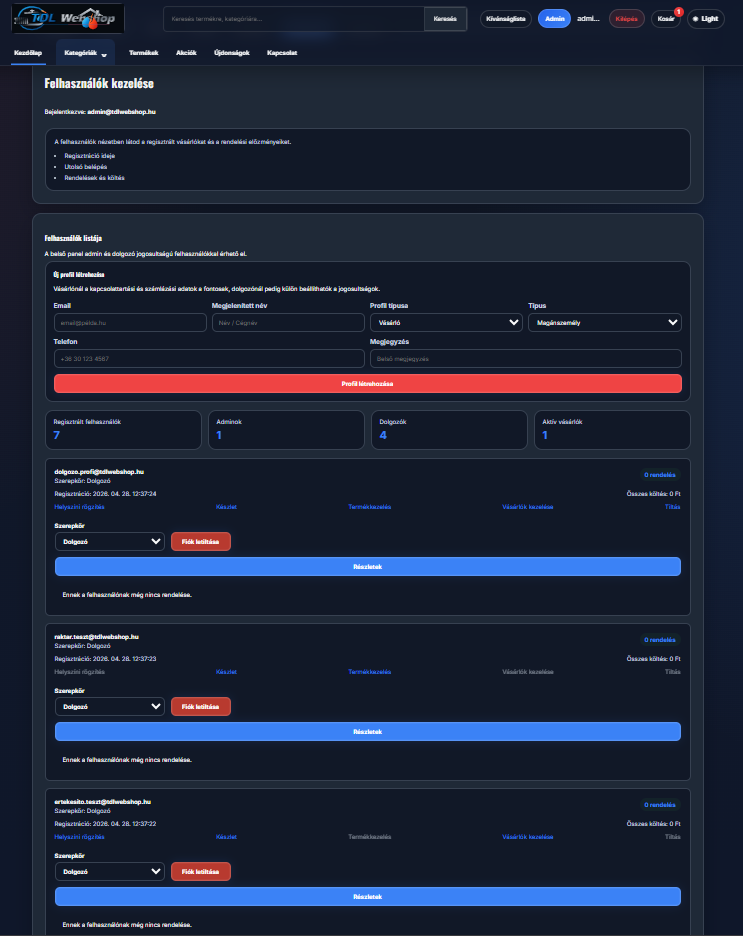 TDL Webshop
Keresés termékre, kategóriára...
Keresés
Kívánságlista
Admin
admi...
Kilépés
Kosár
1
Light
Kezdőlap
Kategóriák
Termékek
Akciók
Újdonságok
Kapcsolat
Felhasználók kezelése
Bejelentkezve: admin@tdlwebshop.hu
A felhasználók nézetben látod a regisztrált vásárlókat és a rendelési előzményeiket.
• Regisztráció ideje
• Utolsó belépés
• Rendelések és költés
Felhasználók listája
A belső panel admin és dolgozó jogosultságú felhasználókkal érhető el.
Új profil létrehozása
Vásárlónál a kapcsolattartási és számlázási adatok a fontosak, dolgozónál pedig külön beállíthatók a jogosultságok.
Email
Megjelenített név
Profil típusa
Típus
email@pelda.hu
Név / Cégnév
Vásárló
Magánszemély
Telefon
Megjegyzés
+36 30 123 4567
Belső megjegyzés
Profil létrehozása
Regisztrált felhasználók
7
Adminok
1
Dolgozók
4
Aktív vásárlók
1
dolgozo.profi@tdlwebshop.hu
0 rendelés
Szerepkör: Dolgozó
Regisztráció: 2026. 04. 28. 12:37:24
Összes költés: 0 Ft
Helyszíni rögzítés
Készlet
Termékkezelés
Vásárlók kezelése
Tiltás
Szerepkör
Dolgozó
Fiók letiltása
Részletek
Ennek a felhasználónak még nincs rendelése.
raktar.teszt@tdlwebshop.hu
0 rendelés
Szerepkör: Dolgozó
Regisztráció: 2026. 04. 28. 12:37:23
Összes költés: 0 Ft
Helyszíni rögzítés
Készlet
Termékkezelés
Vásárlók kezelése
Tiltás
Szerepkör
Dolgozó
Fiók letiltása
Részletek
Ennek a felhasználónak még nincs rendelése.
ertekesito.teszt@tdlwebshop.hu
0 rendelés
Szerepkör: Dolgozó
Regisztráció: 2026. 04. 28. 12:37:22
Összes költés: 0 Ft
Helyszíni rögzítés
Készlet
Termékkezelés
Vásárlók kezelése
Tiltás
Szerepkör
Dolgozó
Fiók letiltása
Részletek
Ennek a felhasználónak még nincs rendelése.